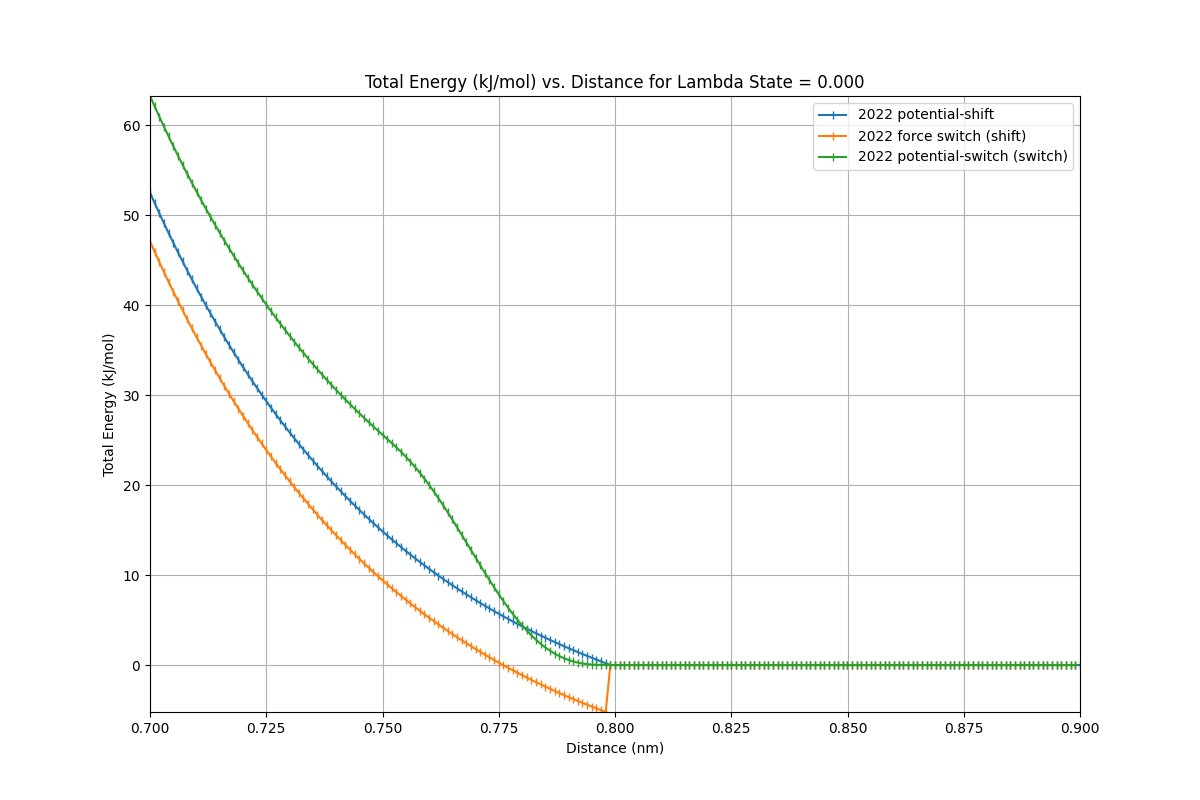 Total Energy (kJ/mol) vs. Distance for Lambda State = 0.000
2022 potential-shift
2022 force switch (shift)
2022 potential-switch (switch)
60
50
40
30
20
10
0
Total Energy (kJ/mol)
0.700
0.725
0.750
0.775
0.800
0.825
0.850
0.875
0.900
Distance (nm)